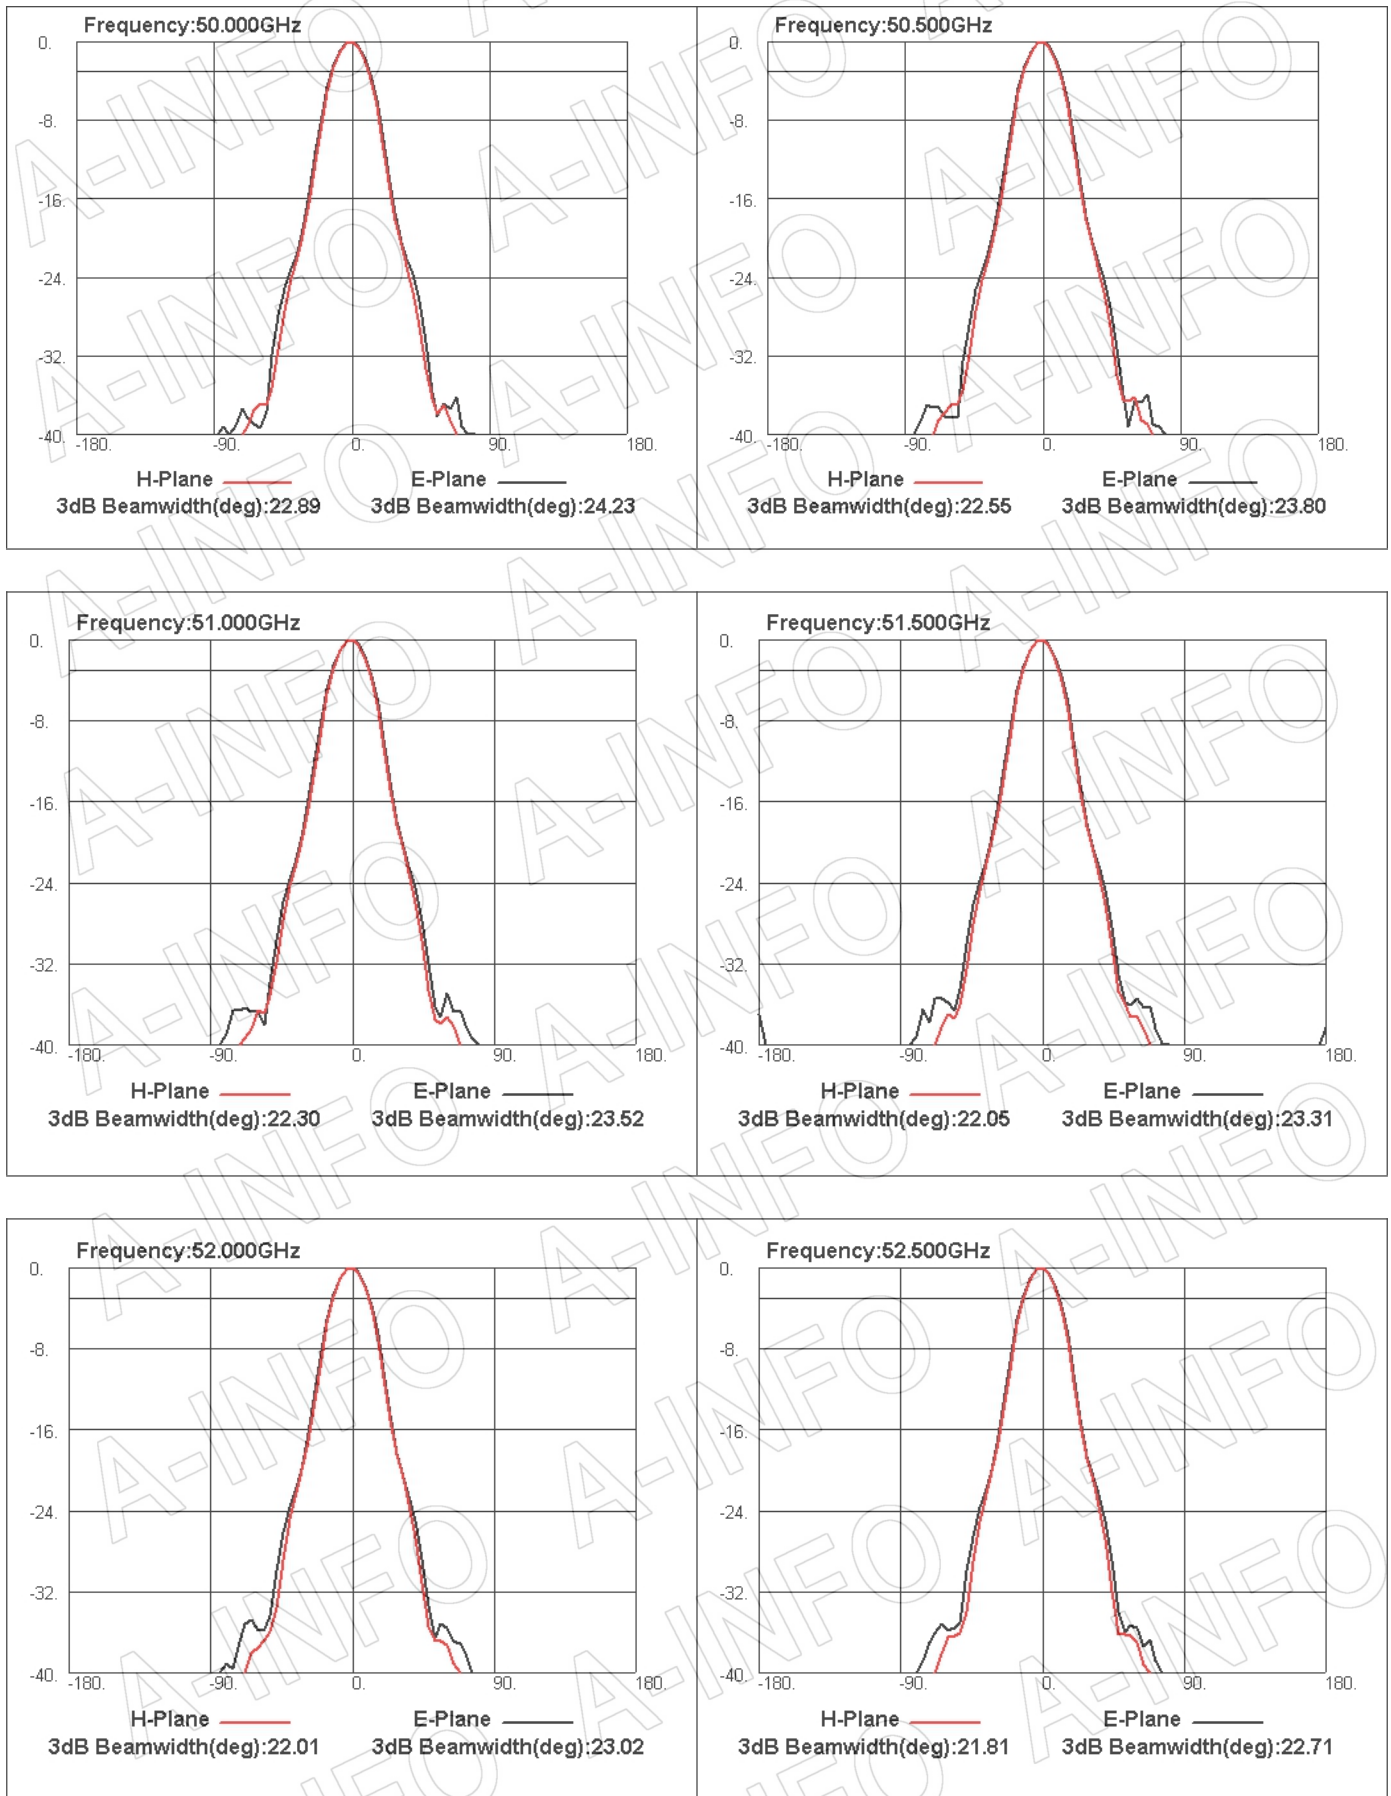 Frequency:50.000GHz
0.
-8.
-16.
-24.
-32.
-40.
-180.
-90.
0.
90.
180.
H-Plane
E-Plane
3dB Beamwidth(deg):22.89
3dB Beamwidth(deg):24.23
Frequency:50.500GHz
0.
-8.
-16.
-24.
-32.
-40.
-180.
-90.
0.
90.
180.
H-Plane
E-Plane
3dB Beamwidth(deg):22.55
3dB Beamwidth(deg):23.80
Frequency:51.000GHz
0.
-8.
-16.
-24.
-32.
-40.
-180.
-90.
0.
90.
180.
H-Plane
E-Plane
3dB Beamwidth(deg):22.30
3dB Beamwidth(deg):23.52
Frequency:51.500GHz
0.
-8.
-16.
-24.
-32.
-40.
-180.
-90.
0.
90.
180.
H-Plane
E-Plane
3dB Beamwidth(deg):22.05
3dB Beamwidth(deg):23.31
Frequency:52.000GHz
0.
-8.
-16.
-24.
-32.
-40.
-180.
-90.
0.
90.
180.
H-Plane
E-Plane
3dB Beamwidth(deg):22.01
3dB Beamwidth(deg):23.02
Frequency:52.500GHz
0.
-8.
-16.
-24.
-32.
-40.
-180.
-90.
0.
90.
180.
H-Plane
E-Plane
3dB Beamwidth(deg):21.81
3dB Beamwidth(deg):22.71
A-INFO